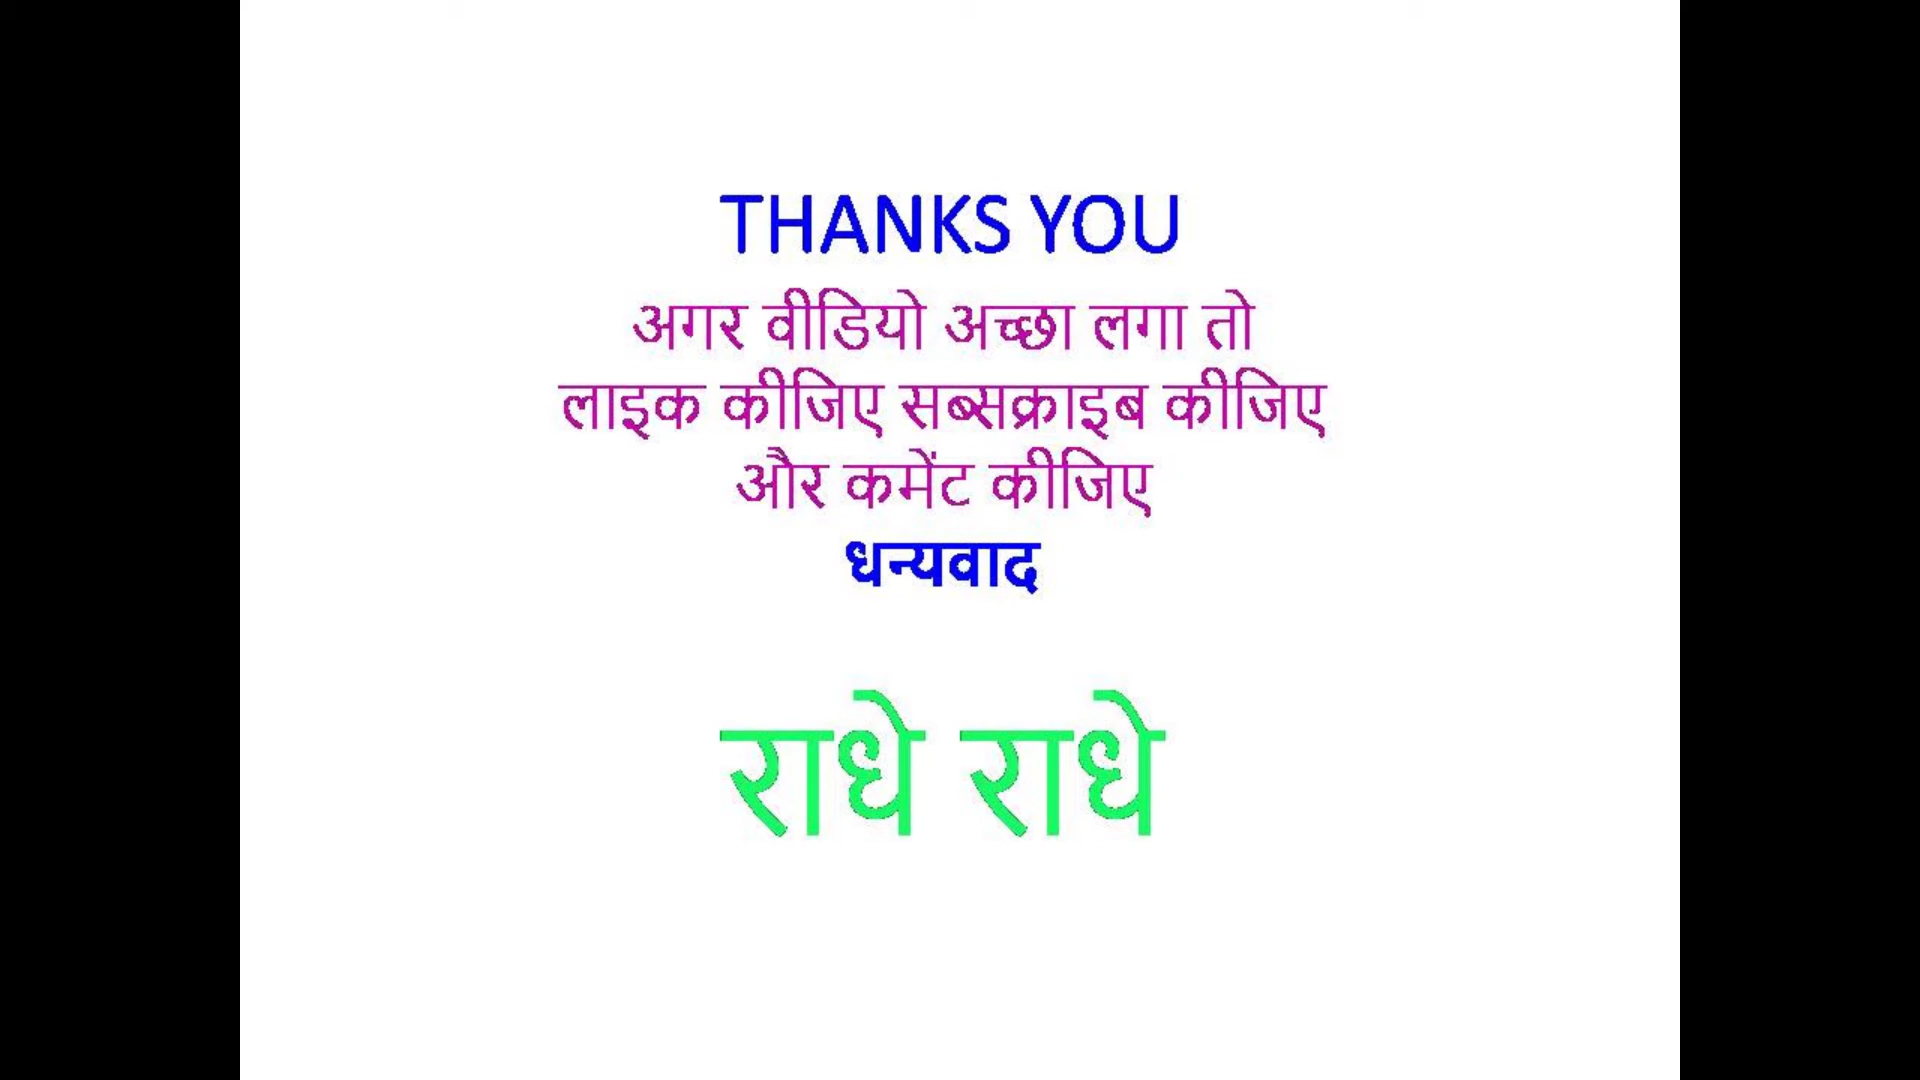 THANKS YOU
अगर वीडियो अच्छा लगा तो
लाइक कीजिए सब्सक्राइब कीजिए
और कमेंट कीजिए
धन्यवाद
राधे राधे